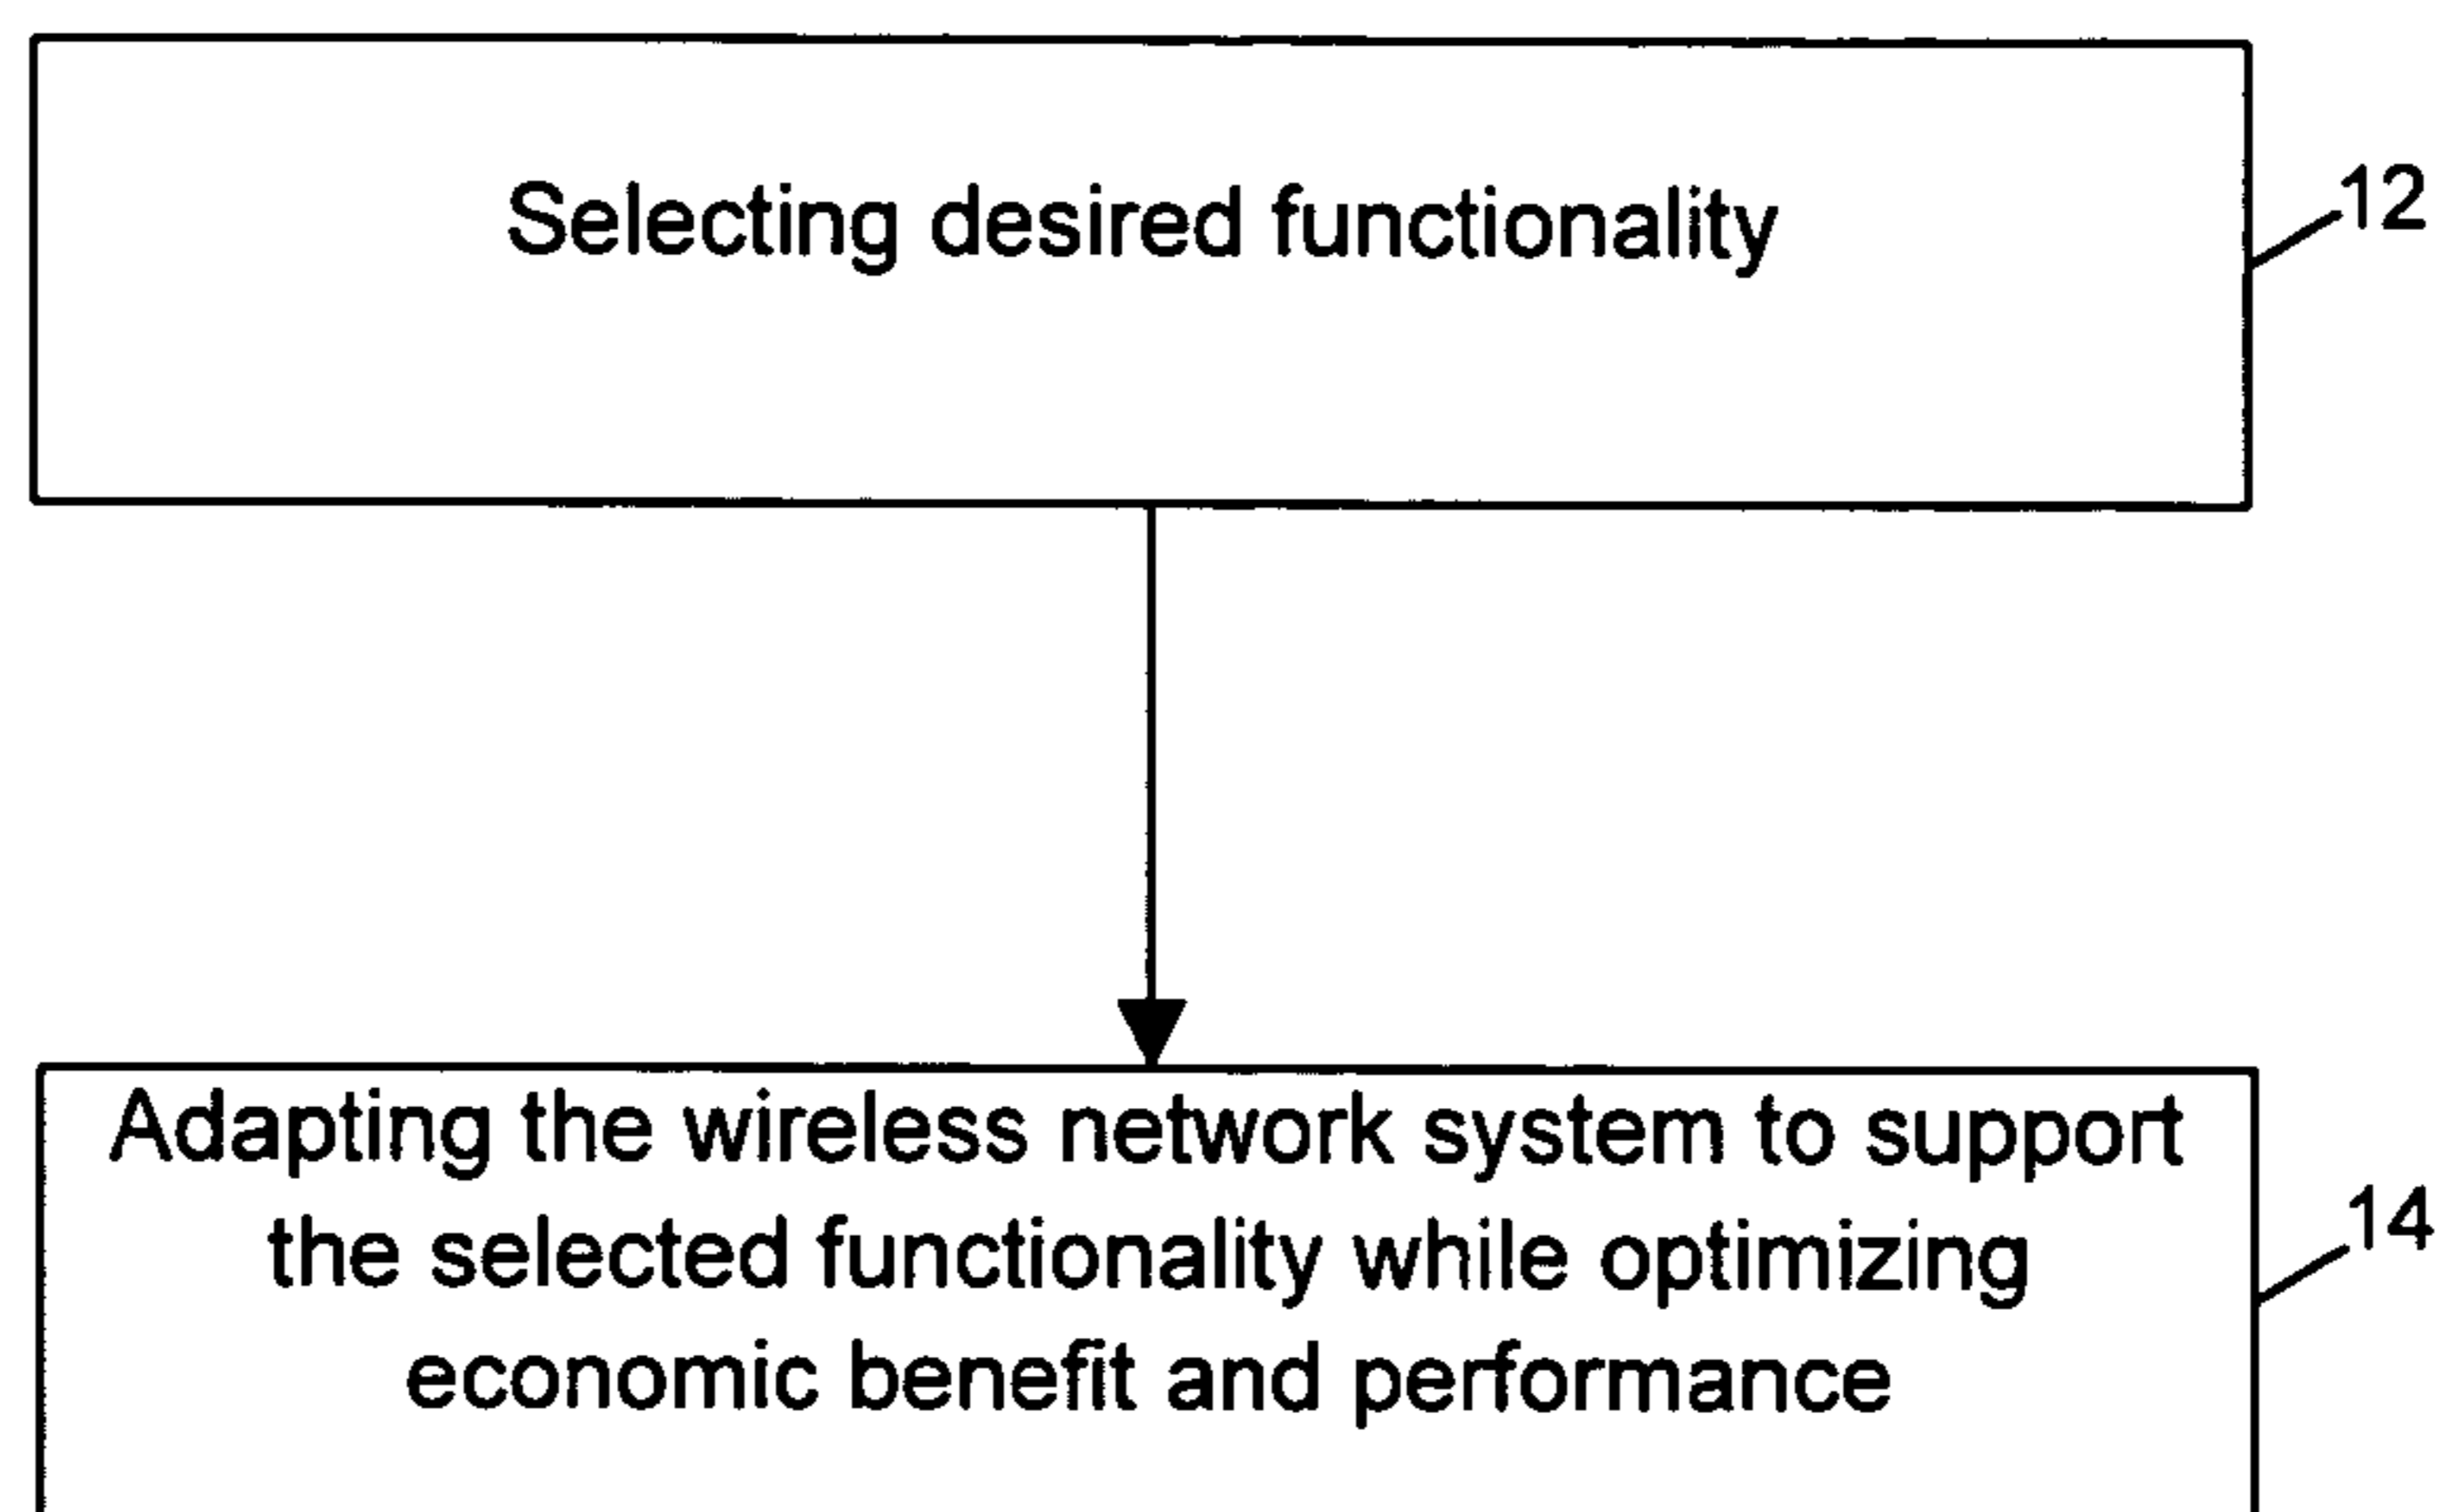 Selecting desired functionality
12
Adapting the wireless network system to support
the selected functionality while optimizing
economic benefit and performance
14